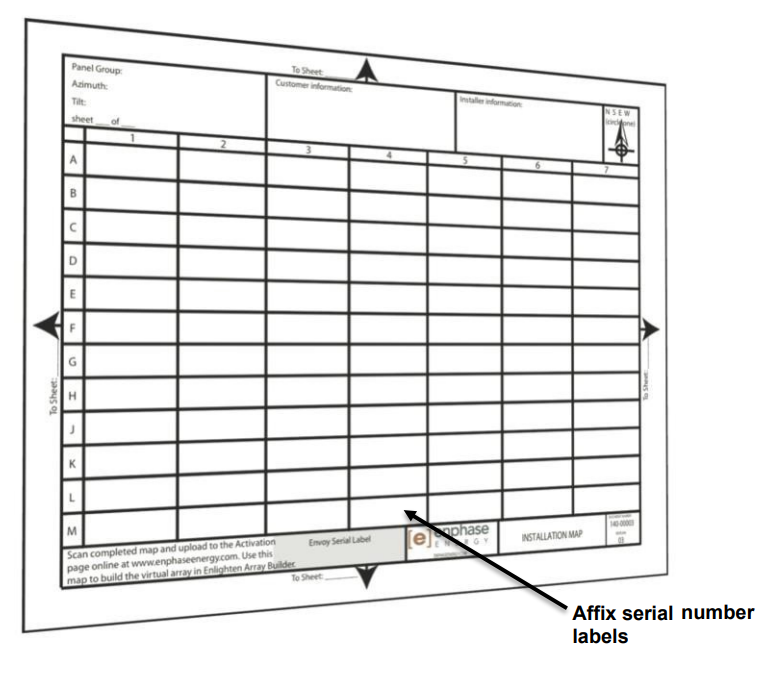 To Sheet:
Panel Group:
Azimuth:
Tilt:
sheet __ of __
Customer information:
Installer information:
N S E W
(circle one)
1 2 3 4 5 6 7
A
B
C
D
E
F
G
H
J
K
L
M
To Sheet:
To Sheet:
Scan completed map and upload to the Activation
page online at www.enphaseenergy.com. Use this
map to build the virtual array in Enlighten Array Builder.
Envoy Serial Label
[e] enphase
E N E R G Y
INSTALLATION MAP
140-00003
03
To Sheet:
Affix serial number
labels